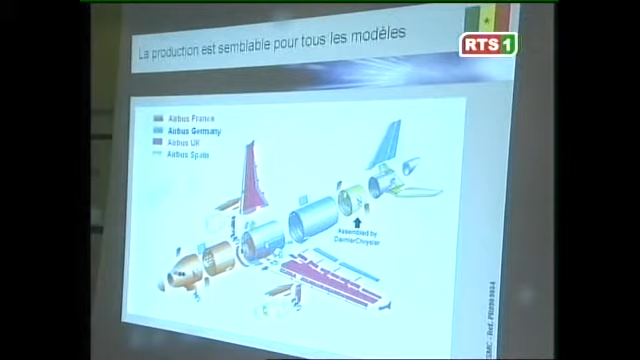 La production est semblable pour tous les modèles
RTS1
Airbus France
Airbus Germany
Airbus UK
Airbus Spain
Assembled by
DaimlerChrysler